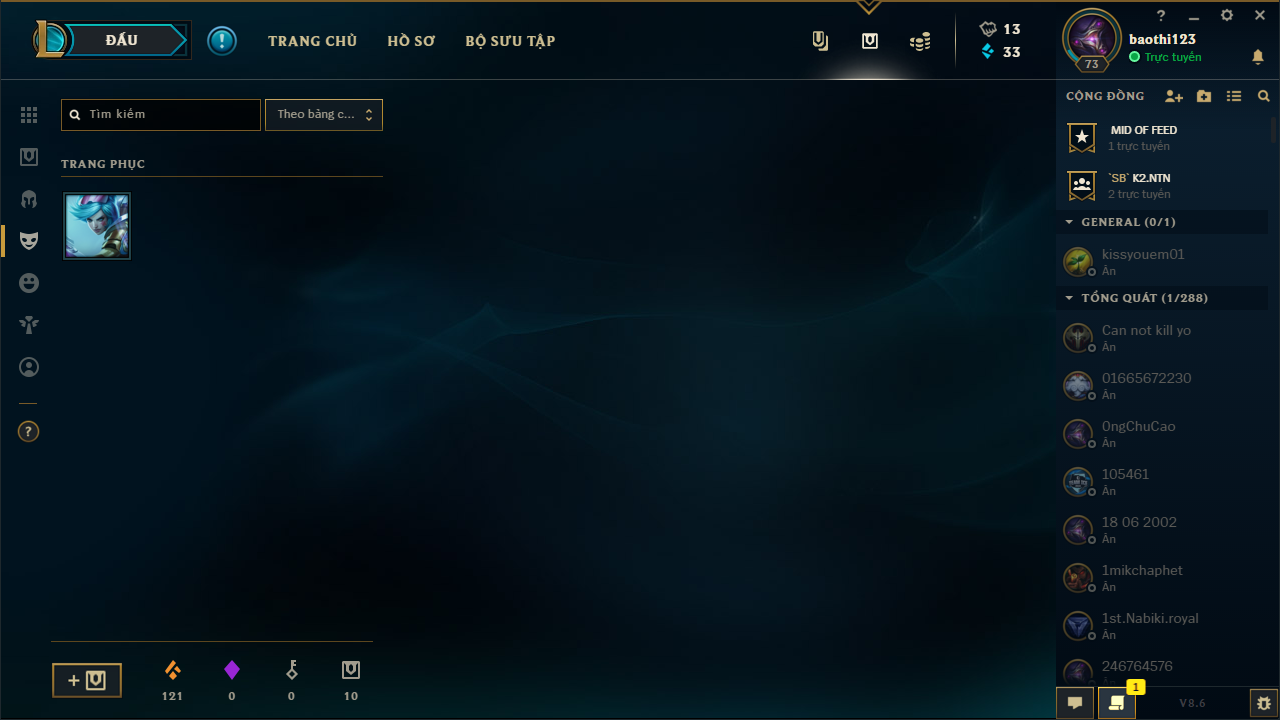 ĐẤU
TRANG CHỦ
HỒ SƠ
BỘ SƯU TẬP
13
33
?
73
baothi123
Trực tuyến
Tìm kiếm
Theo bảng c...
TRANG PHỤC
?
121
0
0
10
CỘNG ĐỒNG
MID OF FEED
1 trực tuyến
`SB` K2.NTN
2 trực tuyến
GENERAL (0/1)
kissyouem01
Ẩn
TỔNG QUÁT (1/288)
Can not kill yo
Ẩn
01665672230
Ẩn
0ngChuCao
Ẩn
105461
Ẩn
18 06 2002
Ẩn
1mikchaphet
Ẩn
1st.Nabiki.royal
Ẩn
246764576
Ẩn
1
V8.6